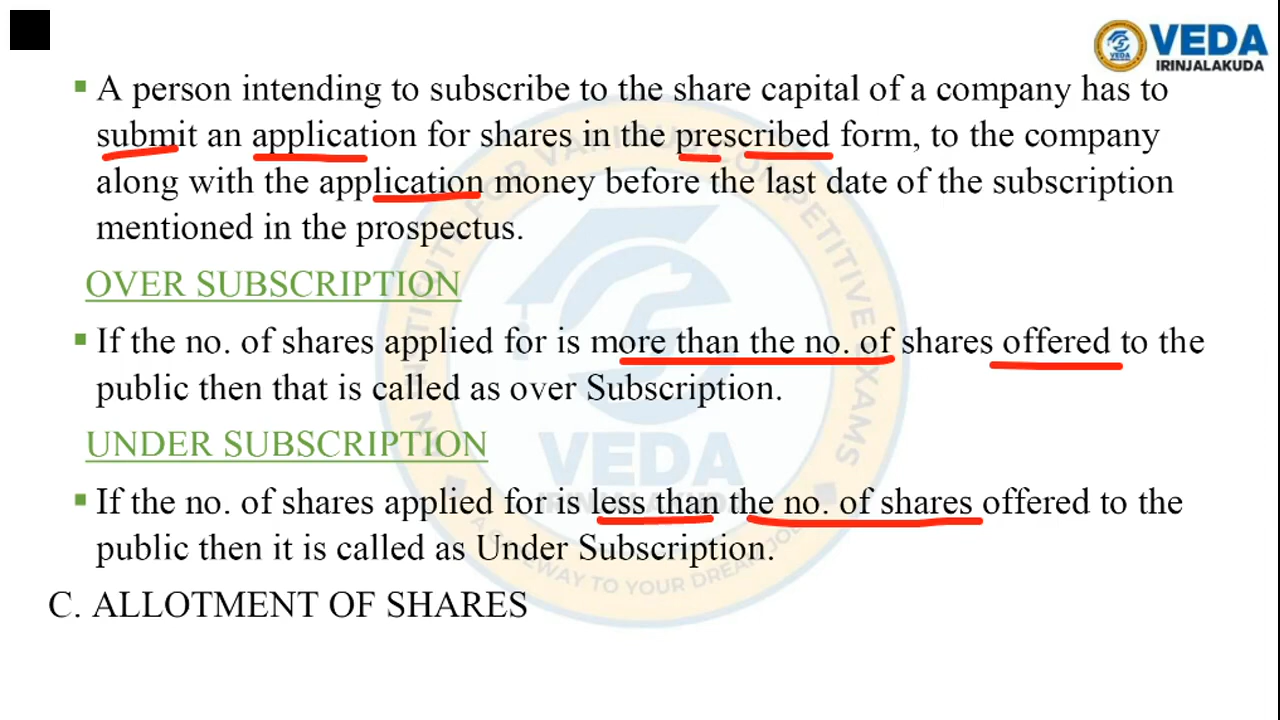 VEDA
IRINJALAKUDA
A person intending to subscribe to the share capital of a company has to
submit an application for shares in the prescribed form, to the company
along with the application money before the last date of the subscription
mentioned in the prospectus.
OVER SUBSCRIPTION
If the no. of shares applied for is more than the no. of shares offered to the
public then that is called as over Subscription.
UNDER SUBSCRIPTION
If the no. of shares applied for is less than the no. of shares offered to the
public then it is called as Under Subscription.
C. ALLOTMENT OF SHARES
VEDA
IRINJALAKUDA